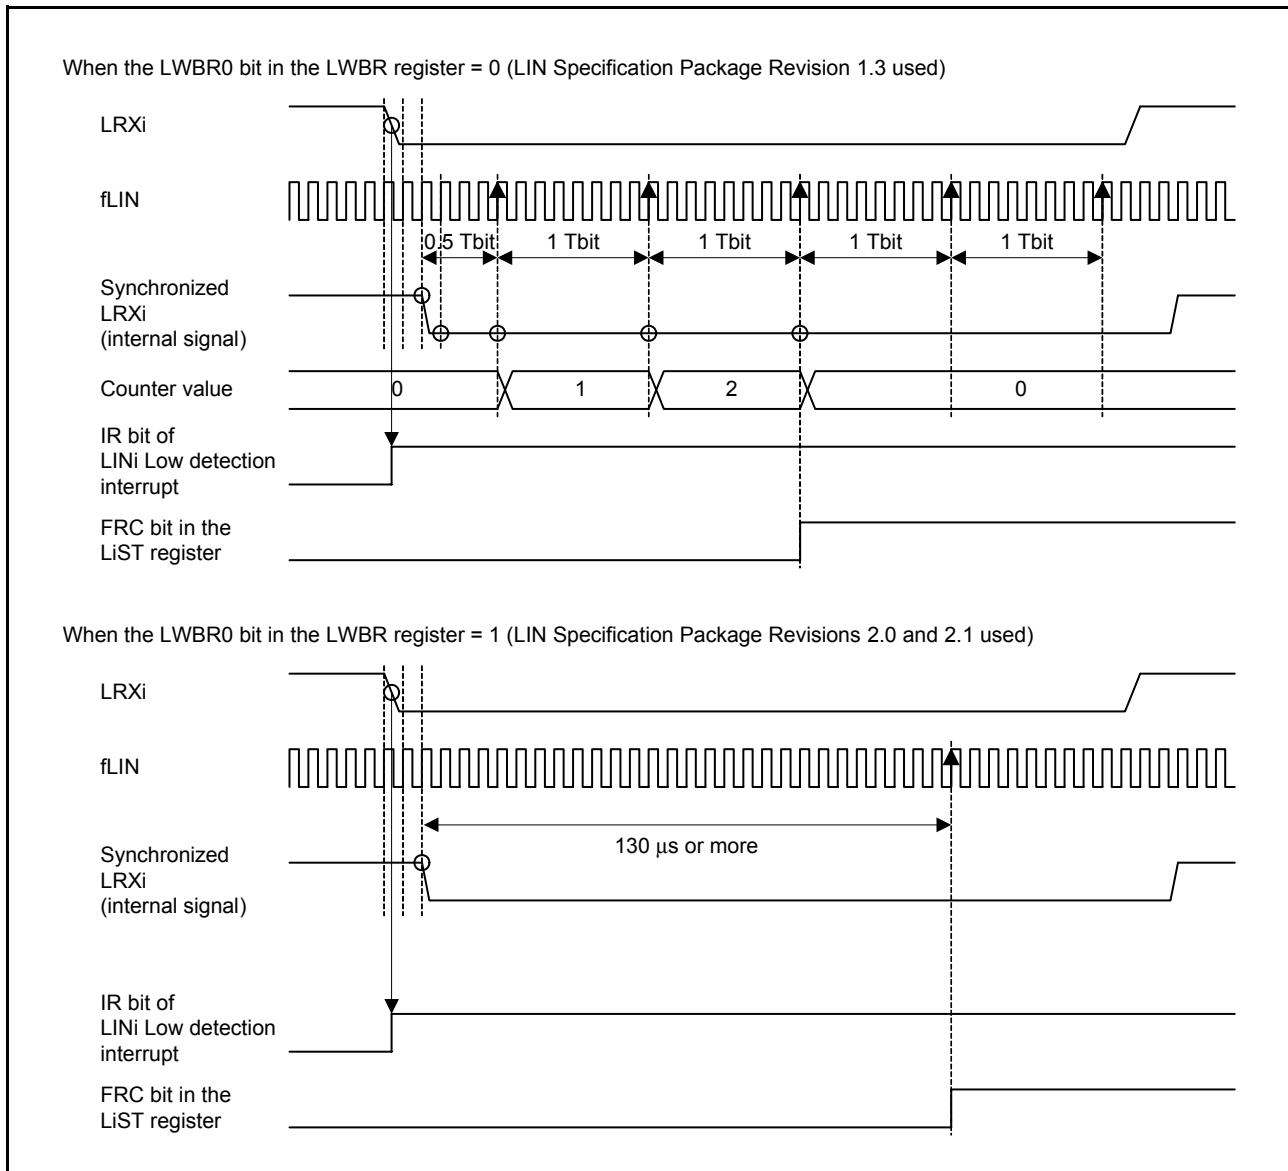 When the LWBR0 bit in the LWBR register = 0 (LIN Specification Package Revision 1.3 used)
LRXi
fLIN
0.5 Tbit 1 Tbit 1 Tbit 1 Tbit 1 Tbit
Synchronized
LRXi
(internal signal)
Counter value 0 1 2 0
IR bit of
LINi Low detection
interrupt
FRC bit in the
LiST register
When the LWBR0 bit in the LWBR register = 1 (LIN Specification Package Revisions 2.0 and 2.1 used)
LRXi
fLIN
130 μs or more
Synchronized
LRXi
(internal signal)
IR bit of
LINi Low detection
interrupt
FRC bit in the
LiST register